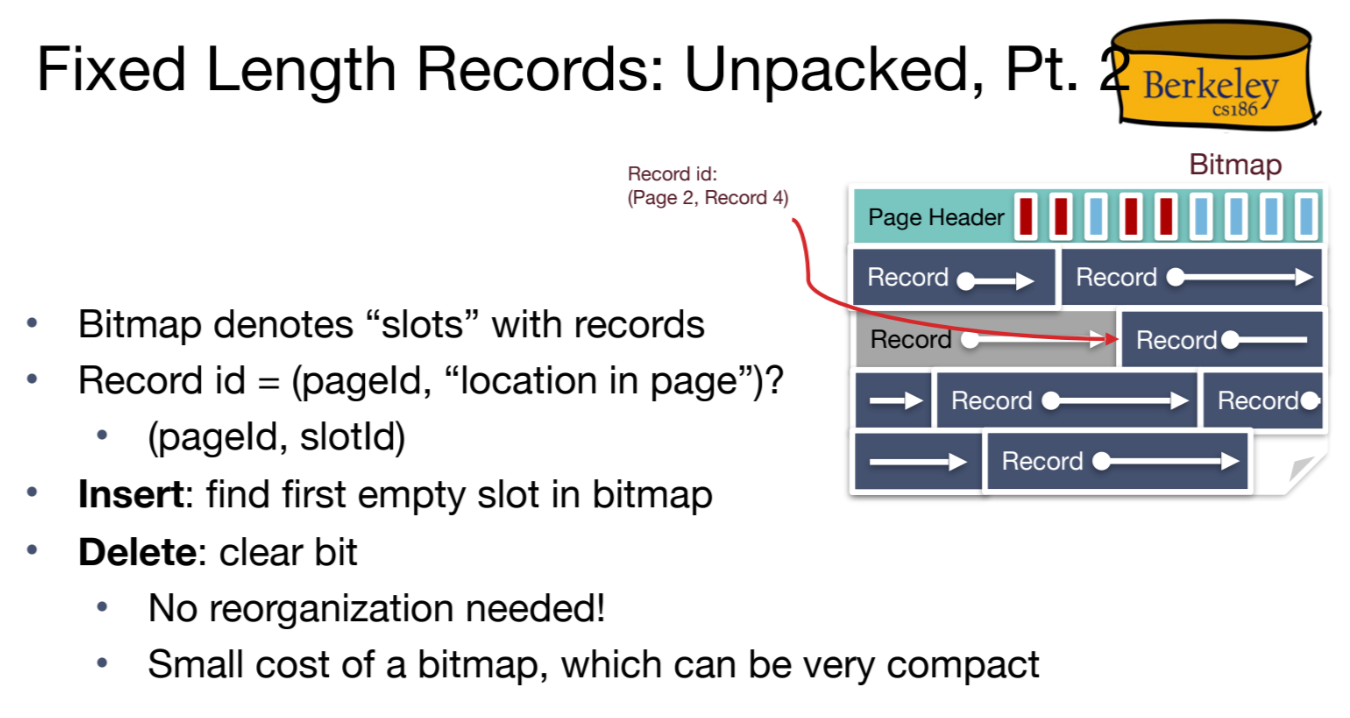 Fixed Length Records: Unpacked, Pt. 2
Berkeley
cs186
Bitmap
Record id:
(Page 2, Record 4)
Page Header
Record Record
Record Record
Record Record
Record
• Bitmap denotes “slots” with records
• Record id = (pageId, “location in page”)?
• (pageId, slotId)
• Insert: find first empty slot in bitmap
• Delete: clear bit
• No reorganization needed!
• Small cost of a bitmap, which can be very compact